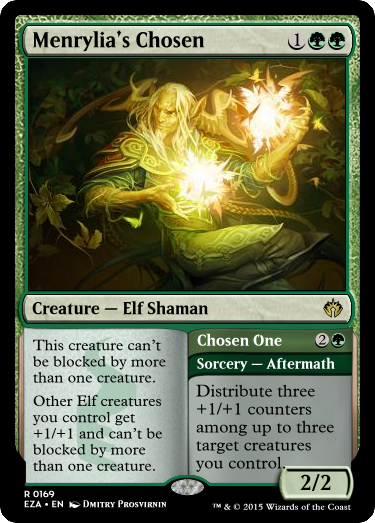 Menrylia's Chosen 1
Creature — Elf Shaman
This creature can't
be blocked by more
than one creature.
Other Elf creatures
you control get
+1/+1 and can't be
blocked by more
than one creature.
Chosen One 2
Sorcery — Aftermath
Distribute three
+1/+1 counters
among up to three
target creatures
you control.
2/2
R 0169
EZA • EN Dmitry Prosvirnin
™ & © 2015 Wizards of the Coast